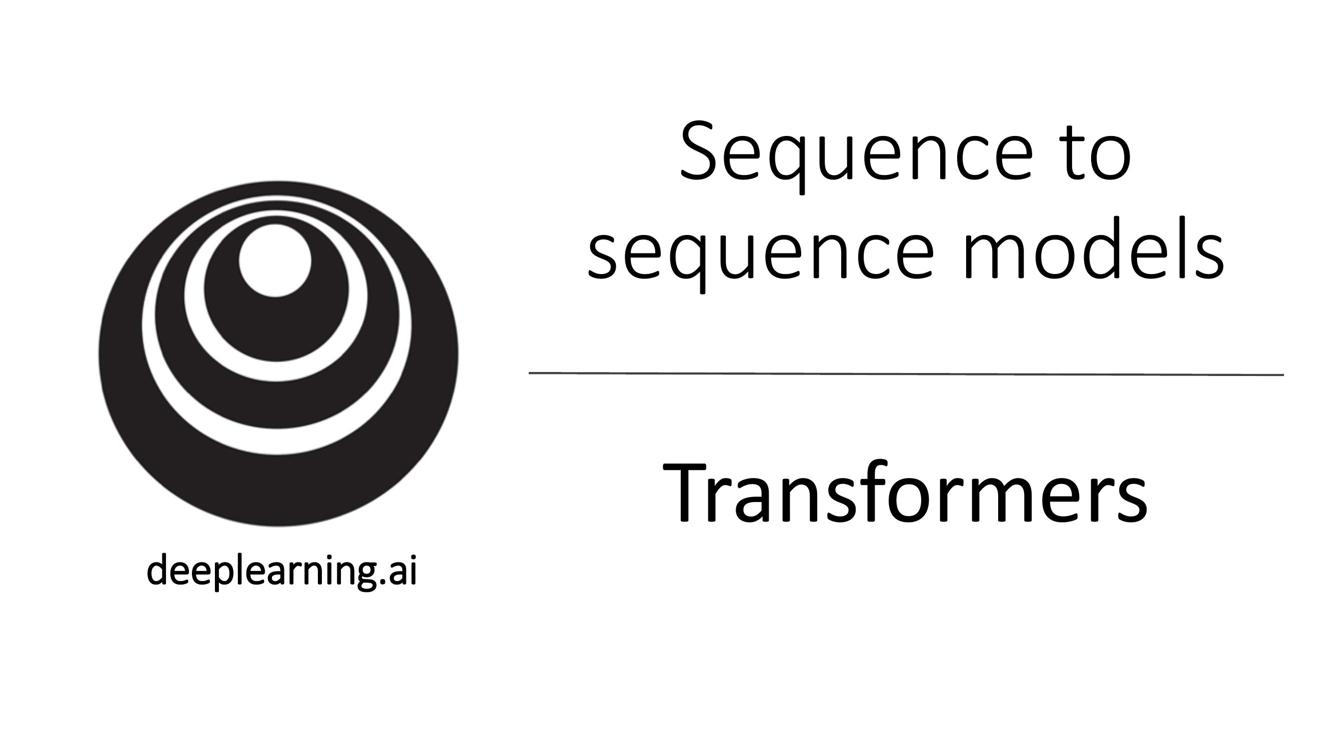 Sequence to
sequence models
Transformers
deeplearning.ai